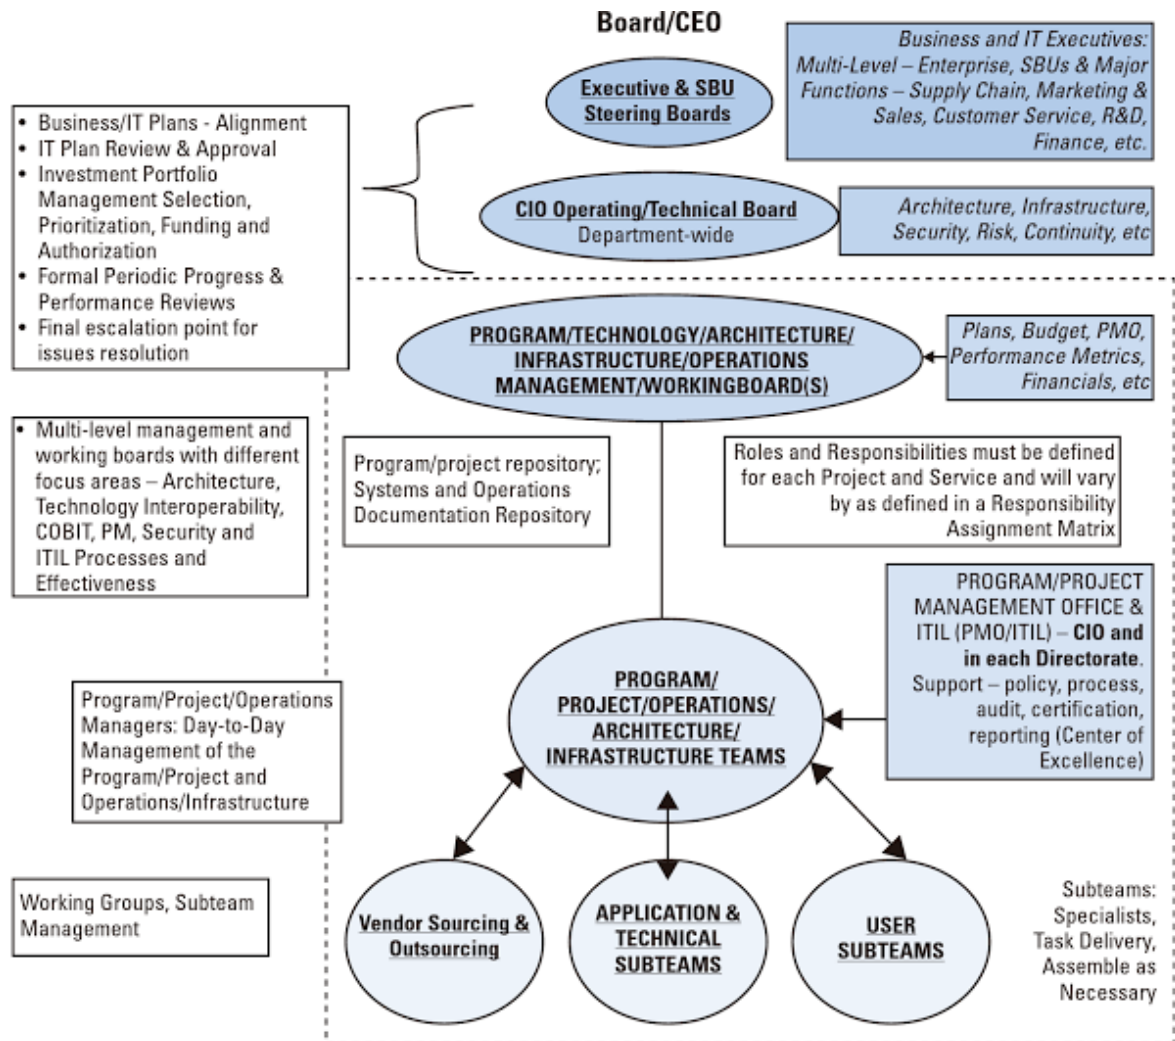 Board/CEO
Executive & SBU
Steering Boards
Business and IT Executives:
Multi-Level – Enterprise, SBUs & Major
Functions – Supply Chain, Marketing &
Sales, Customer Service, R&D,
Finance, etc.
• Business/IT Plans - Alignment
• IT Plan Review & Approval
• Investment Portfolio
Management Selection,
Prioritization, Funding and
Authorization
• Formal Periodic Progress &
Performance Reviews
• Final escalation point for
issues resolution
CIO Operating/Technical Board
Department-wide
Architecture, Infrastructure,
Security, Risk, Continuity, etc
PROGRAM/TECHNOLOGY/ARCHITECTURE/
INFRASTRUCTURE/OPERATIONS
MANAGEMENT/WORKINGBOARD(S)
Plans, Budget, PMO,
Performance Metrics,
Financials, etc
• Multi-level management and
working boards with different
focus areas – Architecture,
Technology Interoperability,
COBIT, PM, Security and
ITIL Processes and
Effectiveness
Program/project repository;
Systems and Operations
Documentation Repository
Roles and Responsibilities must be defined
for each Project and Service and will vary
by as defined in a Responsibility
Assignment Matrix
PROGRAM/PROJECT
MANAGEMENT OFFICE &
ITIL (PMO/ITIL) – CIO and
in each Directorate.
Support – policy, process,
audit, certification,
reporting (Center of
Excellence)
PROGRAM/
PROJECT/OPERATIONS/
ARCHITECTURE/
INFRASTRUCTURE TEAMS
Program/Project/Operations
Managers: Day-to-Day
Management of the
Program/Project and
Operations/Infrastructure
Working Groups, Subteam
Management
Vendor Sourcing &
Outsourcing
APPLICATION &
TECHNICAL
SUBTEAMS
USER
SUBTEAMS
Subteams:
Specialists,
Task Delivery,
Assemble as
Necessary